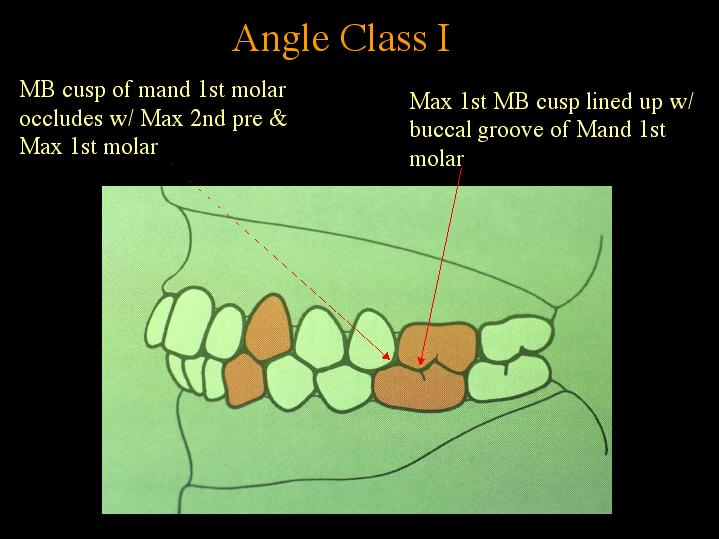 Angle Class I
MB cusp of mand 1st molar
occludes w/ Max 2nd pre &
Max 1st molar
Max 1st MB cusp lined up w/
buccal groove of Mand 1st
molar